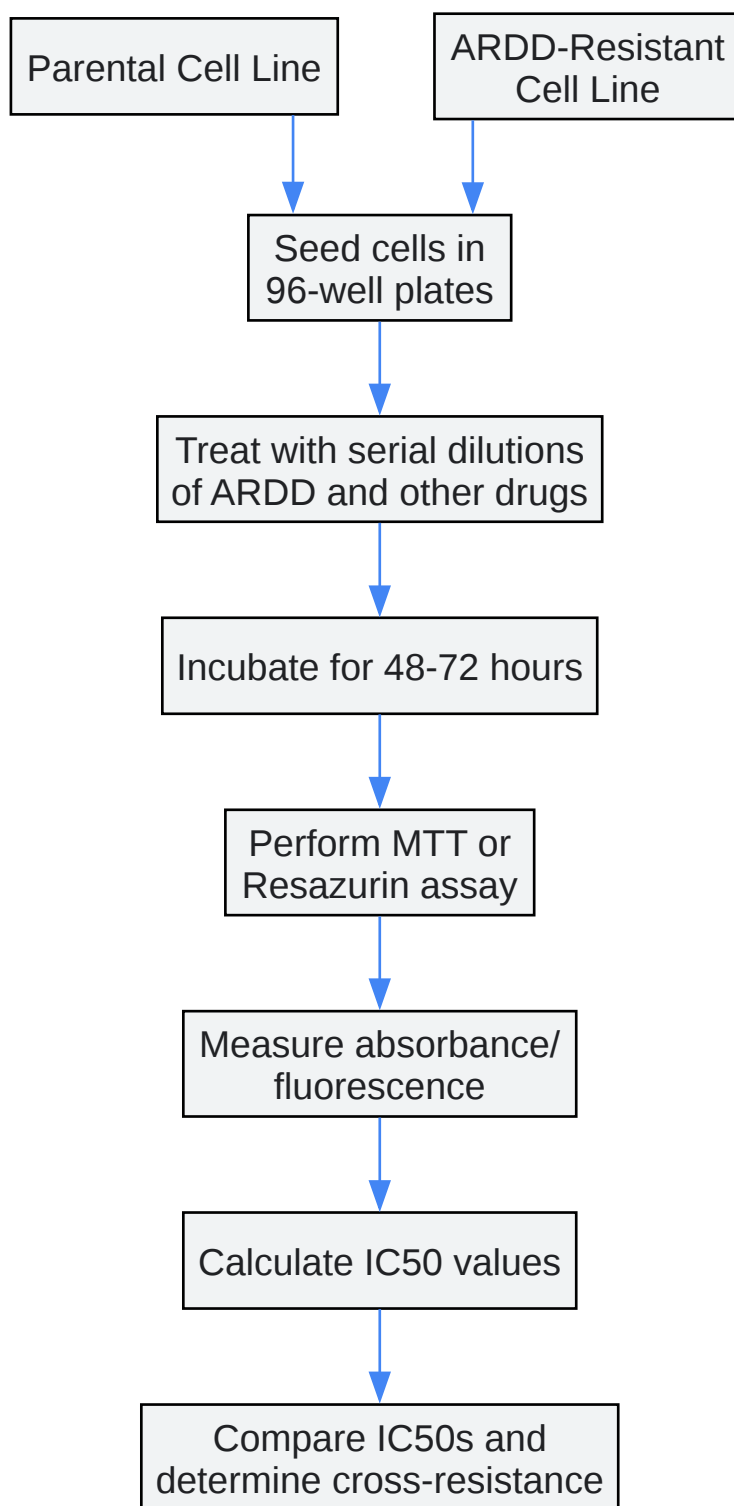 Parental Cell Line
ARDD-Resistant
Cell Line
Seed cells in
96-well plates
Treat with serial dilutions
of ARDD and other drugs
Incubate for 48-72 hours
Perform MTT or
Resazurin assay
Measure absorbance/
fluorescence
Calculate IC50 values
Compare IC50s and
determine cross-resistance